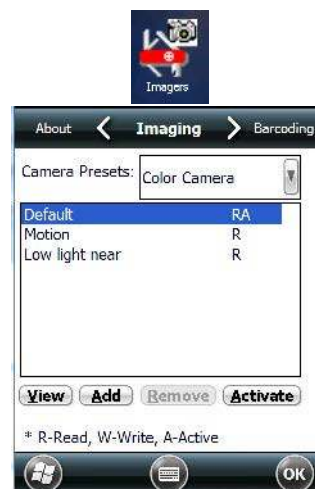 Imagers
About Imaging Barcoding
Camera Presets: Color Camera
Default RA
Motion R
Low light near R
View Add Remove Activate
* R-Read, W-Write, A-Active
OK